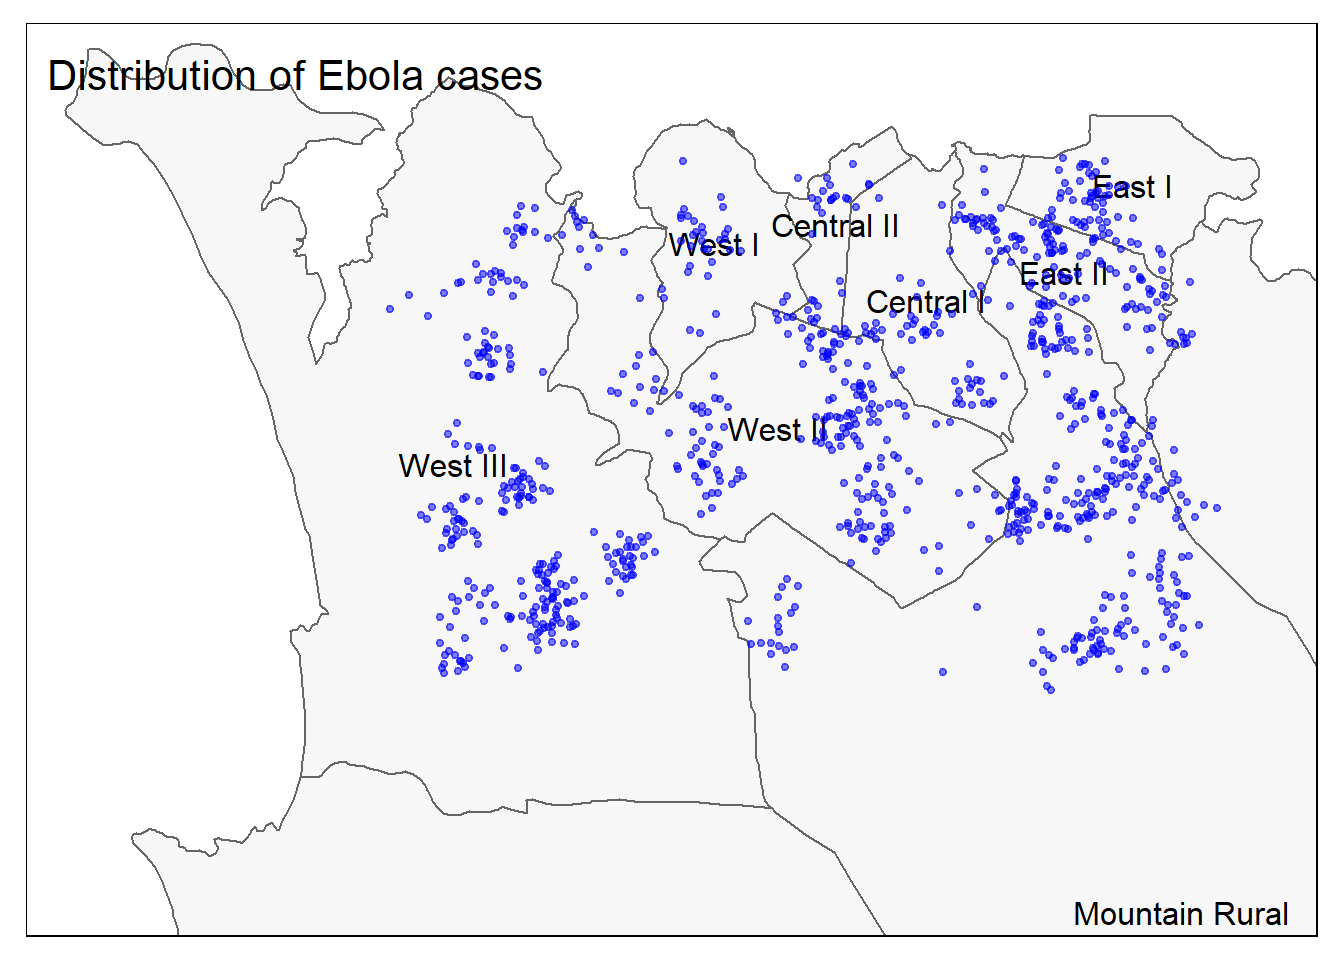 Distribution of Ebola cases
East I
Central II
West I
East II
Central I
West II
West III
Mountain Rural